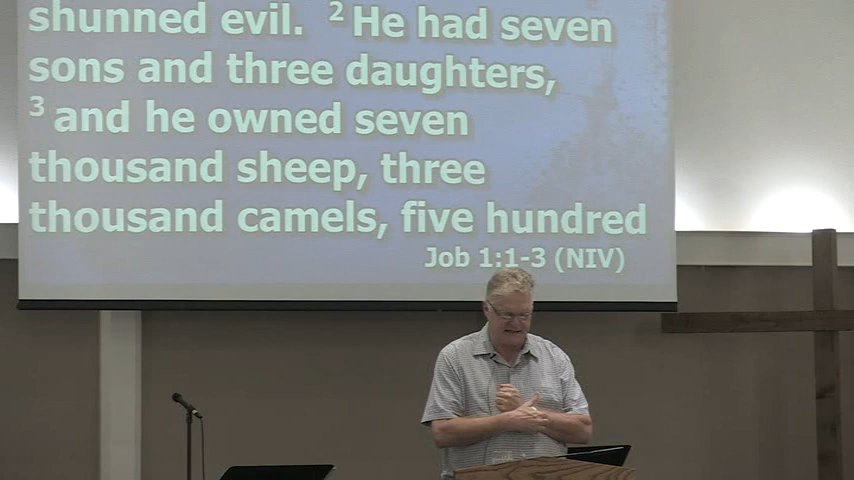 shunned evil. 2 He had seven
sons and three daughters,
3 and he owned seven
thousand sheep, three
thousand camels, five hundred
Job 1:1-3 (NIV)